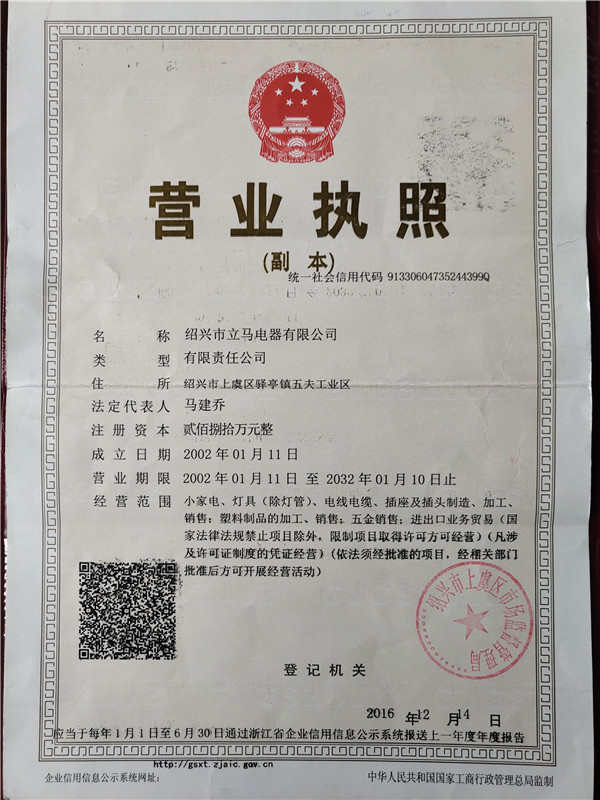 营业执照
(副 本)
统一社会信用代码 91330604735244399Q
名 称 绍兴市立马电器有限公司
类 型 有限责任公司
住 所 绍兴市上虞区驿亭镇五夫工业区
法定代表人 马建乔
注册资本 贰佰捌拾万元整
成立日期 2002年01月11日
营业期限 2002年01月11日 至 2032年01月10日止
经营范围 小家电、灯具（除灯管）、电线电缆、插座及插头制造、加工、
销售；塑料制品的加工、销售；五金销售；进出口业务贸易（国
家法律法规禁止项目除外。限制项目取得许可方可经营）（凡涉
及许可证制度的凭证经营）（依法须经批准的项目，经相关部门
批准后方可开展经营活动）
绍兴市上虞区市场监督管理局
登记机关
2016 年 12 月 14 日
应当于每年1月1日至6月30日通过浙江省企业信用信息公示系统报送上一年度年度报告
http://gsxt.zjaic.gov.cn
企业信用信息公示系统网址：
中华人民共和国国家工商行政管理总局监制